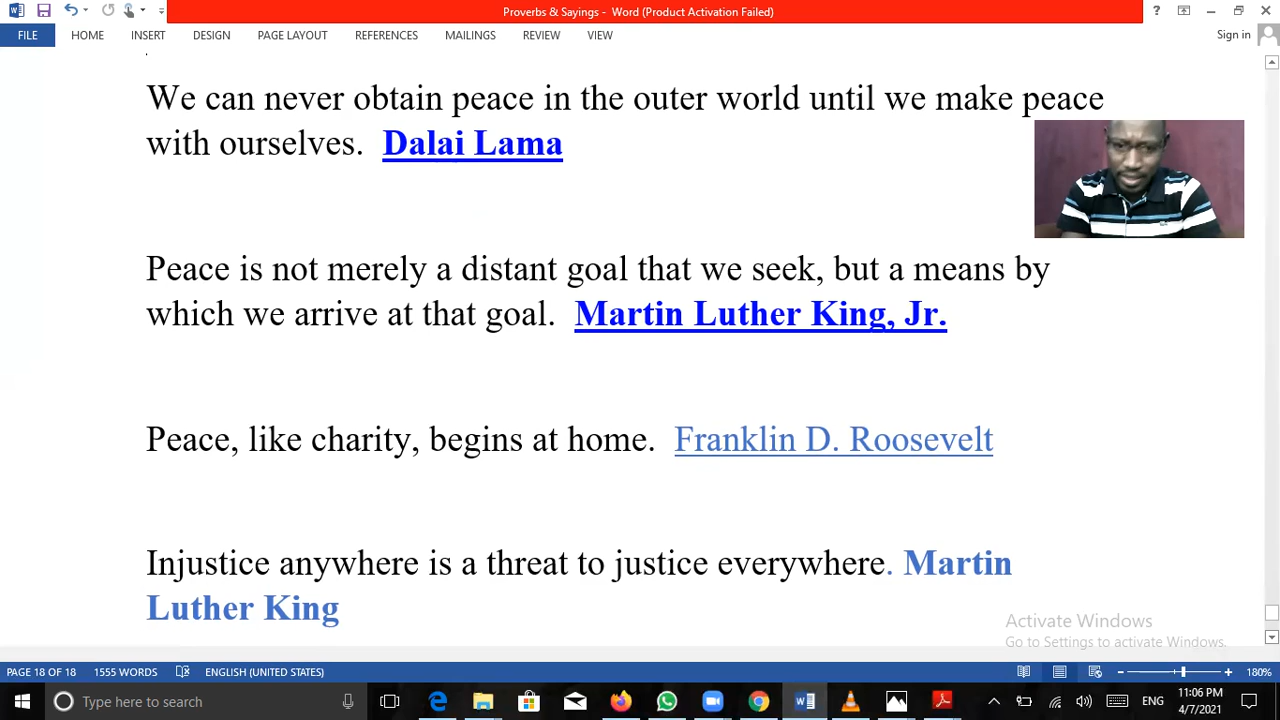 Proverbs & Sayings - Word (Product Activation Failed)
FILE HOME INSERT DESIGN PAGE LAYOUT REFERENCES MAILINGS REVIEW VIEW Sign in
We can never obtain peace in the outer world until we make peace
with ourselves. Dalai Lama
Peace is not merely a distant goal that we seek, but a means by
which we arrive at that goal. Martin Luther King, Jr.
Peace, like charity, begins at home. Franklin D. Roosevelt
Injustice anywhere is a threat to justice everywhere. Martin
Luther King
Activate Windows
Go to Settings to activate Windows.
PAGE 18 OF 18 1555 WORDS ENGLISH (UNITED STATES) 180%
Type here to search ENG 11:06 PM
4/7/2021